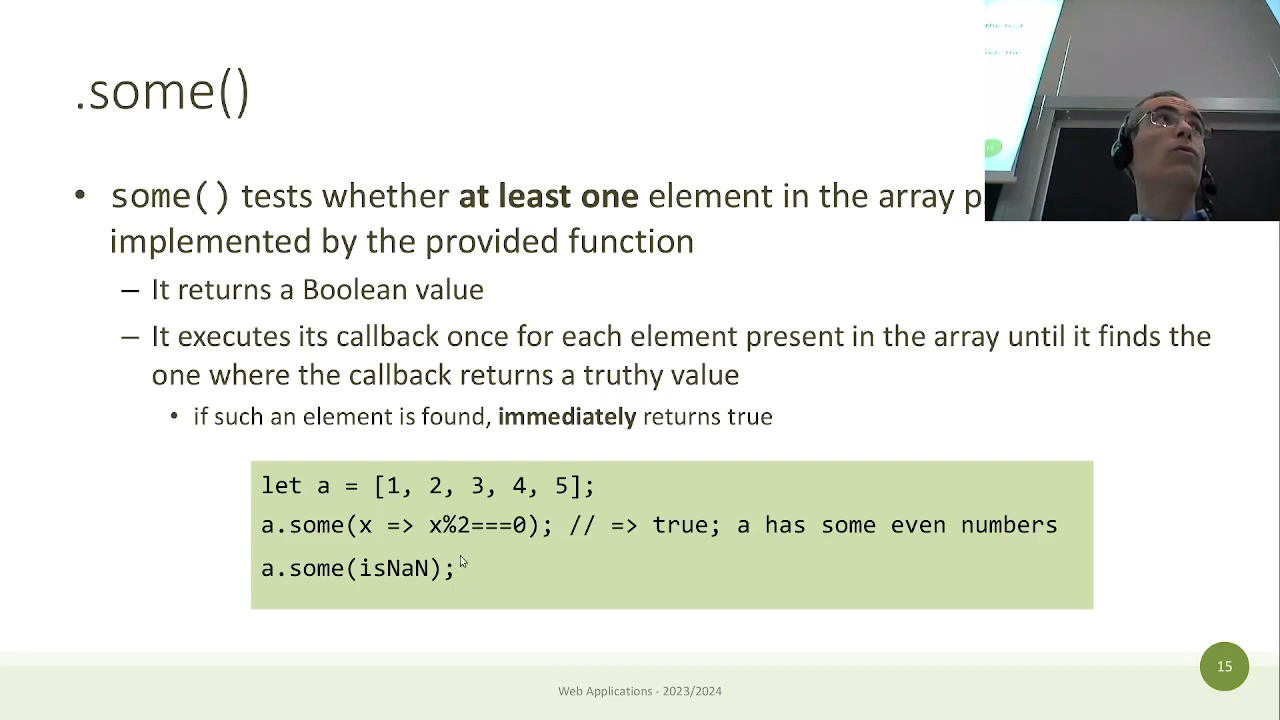 .some()
• some() tests whether at least one element in the array
implemented by the provided function
– It returns a Boolean value
– It executes its callback once for each element present in the array until it finds the
one where the callback returns a truthy value
• if such an element is found, immediately returns true
let a = [1, 2, 3, 4, 5];
a.some(x => x%2===0); // => true; a has some even numbers
a.some(isNaN);
15
Web Applications - 2023/2024